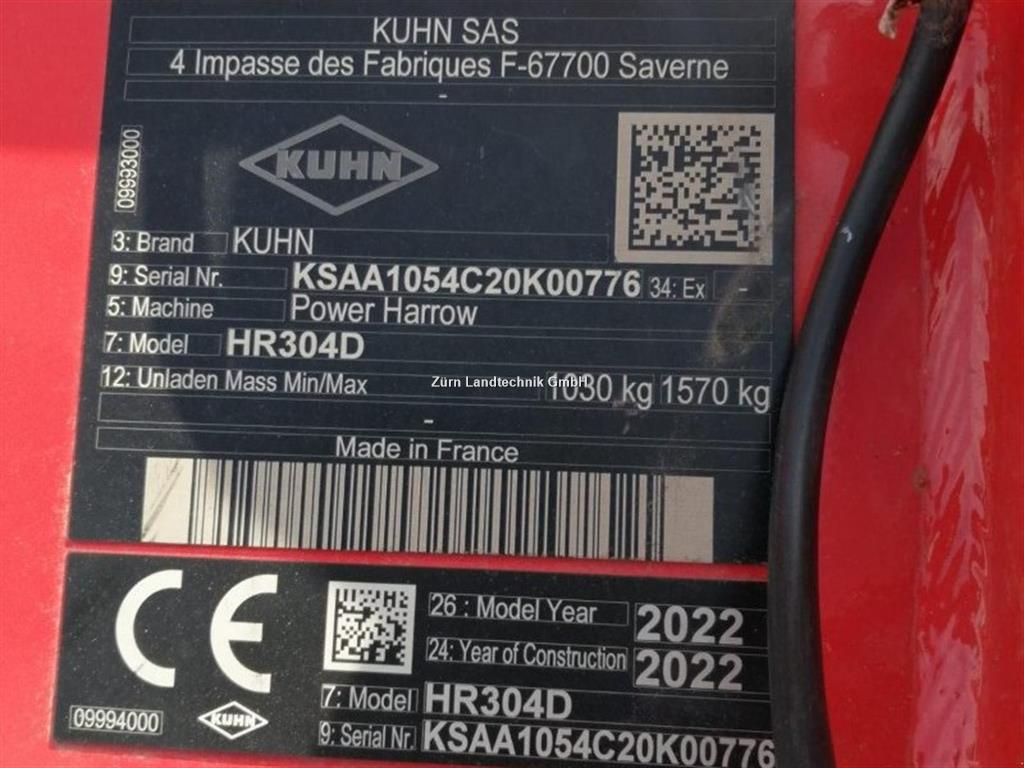 KUHN SAS
4 Impasse des Fabriques F-67700 Saverne
-
09993000
KUHN
3: Brand KUHN
9: Serial Nr. KSAA1054C20K00776 34: Ex -
5: Machine Power Harrow
7: Model HR304D
12: Unladen Mass Min/Max 1030 kg 1570 kg
Zürn Landtechnik GmbH
-
Made in France
CE
26 : Model Year 2022
24: Year of Construction 2022
7: Model HR304D
09994000 KUHN
9: Serial Nr. KSAA1054C20K00776